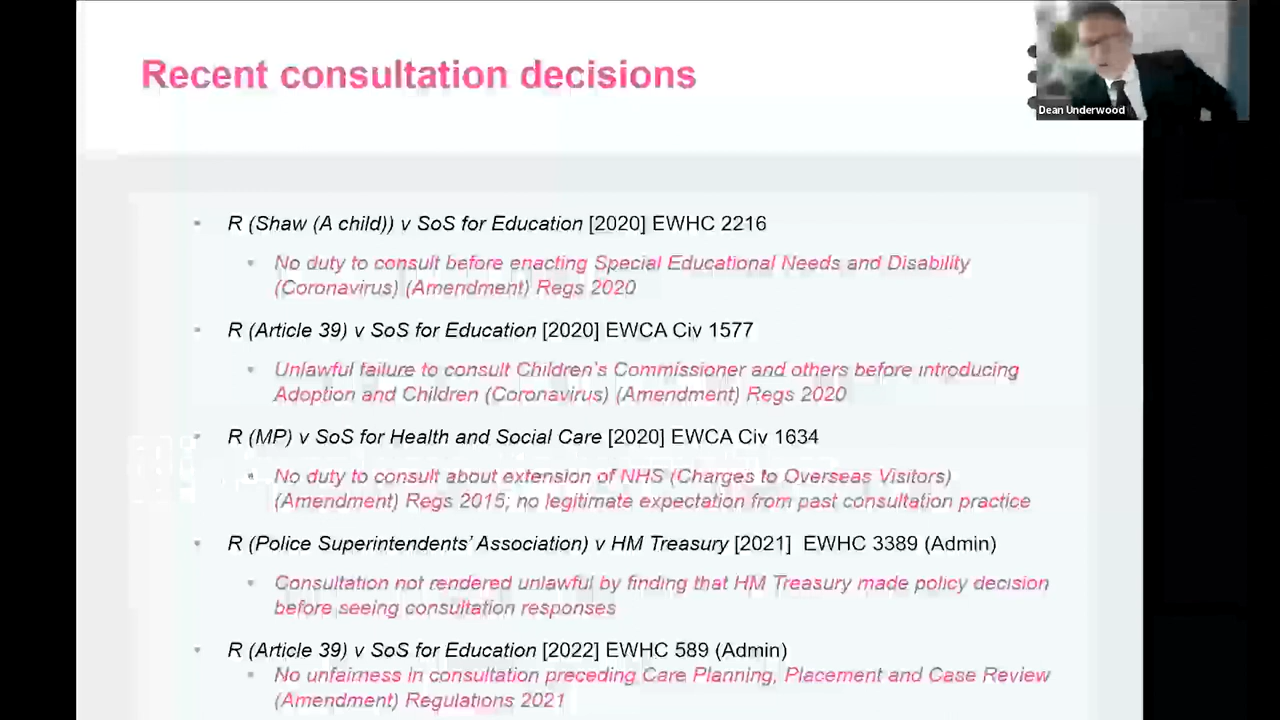 Recent consultation decisions
Dean Underwood
R (Shaw (A child)) v SoS for Education [2020] EWHC 2216
No duty to consult before enacting Special Educational Needs and Disability
(Coronavirus) (Amendment) Regs 2020
R (Article 39) v SoS for Education [2020] EWCA Civ 1577
Unlawful failure to consult Children's Commissioner and others before introducing
Adoption and Children (Coronavirus) (Amendment) Regs 2020
R (MP) v SoS for Health and Social Care [2020] EWCA Civ 1634
No duty to consult about extension of NHS (Charges to Overseas Visitors)
(Amendment) Regs 2015; no legitimate expectation from past consultation practice
R (Police Superintendents' Association) v HM Treasury [2021] EWHC 3389 (Admin)
Consultation not rendered unlawful by finding that HM Treasury made policy decision
before seeing consultation responses
R (Article 39) v SoS for Education [2022] EWHC 589 (Admin)
No unfairness in consultation preceding Care Planning, Placement and Case Review
(Amendment) Regulations 2021